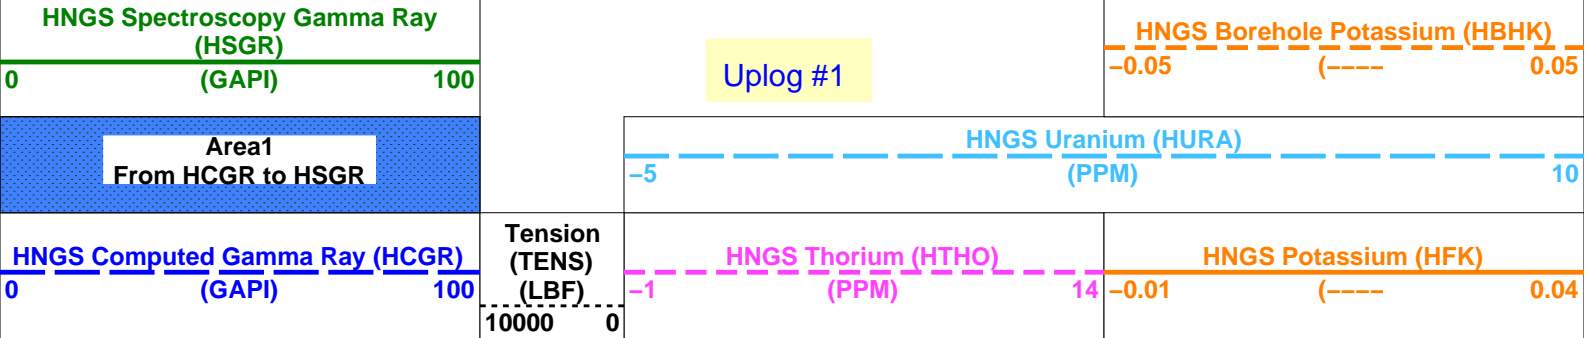 HNGS Spectroscopy Gamma Ray
(HSGR)
0 (GAPI) 100
Uplog #1
HNGS Borehole Potassium (HBHK)
−0.05 (−−−− 0.05
Area1
From HCGR to HSGR
HNGS Uranium (HURA)
−5 (PPM) 10
HNGS Computed Gamma Ray (HCGR)
0 (GAPI) 100
Tension
(TENS)
(LBF)
10000 0
HNGS Thorium (HTHO)
−1 (PPM) 14
HNGS Potassium (HFK)
−0.01 (−−−− 0.04